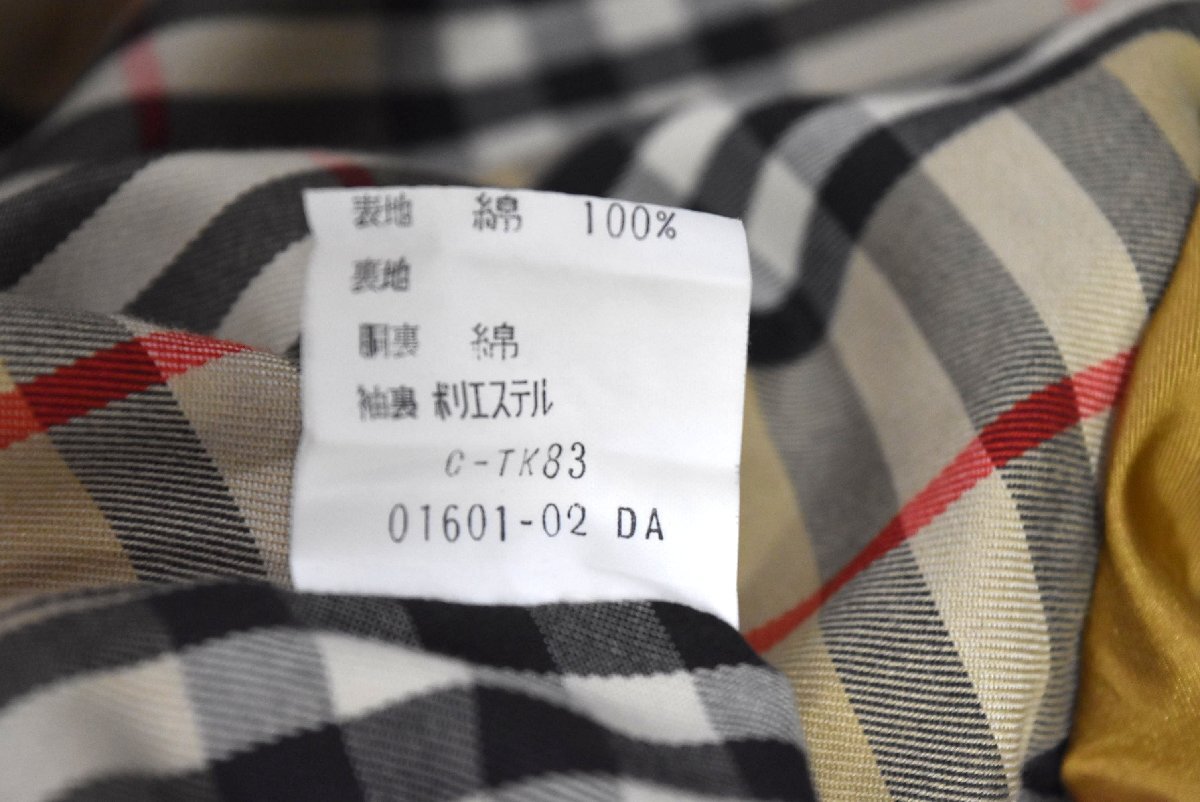 表地 綿 100%
裏地
胴裏 綿
袖裏 ポリエステル
C-TK83
01601-02 DA